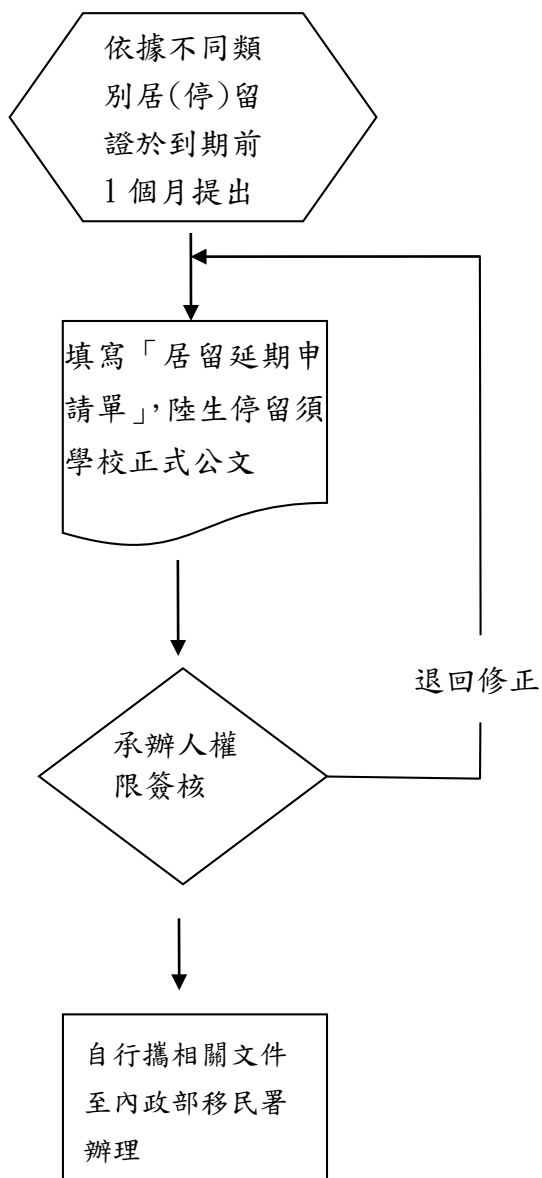 依據不同類
別居(停)留
證於到期前
1 個月提出
填寫「居留延期申
請單」,陸生停留須
學校正式公文
退回修正
承辦人權
限簽核
自行攜相關文件
至內政部移民署
辦理